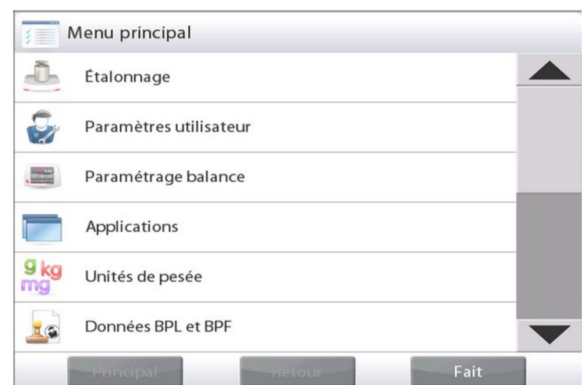 Menu principal
Étalonnage
Paramètres utilisateur
Paramétrage balance
Applications
g kg
mg
Unités de pesée
Données BPL et BPF
Principal
Retour
Fait